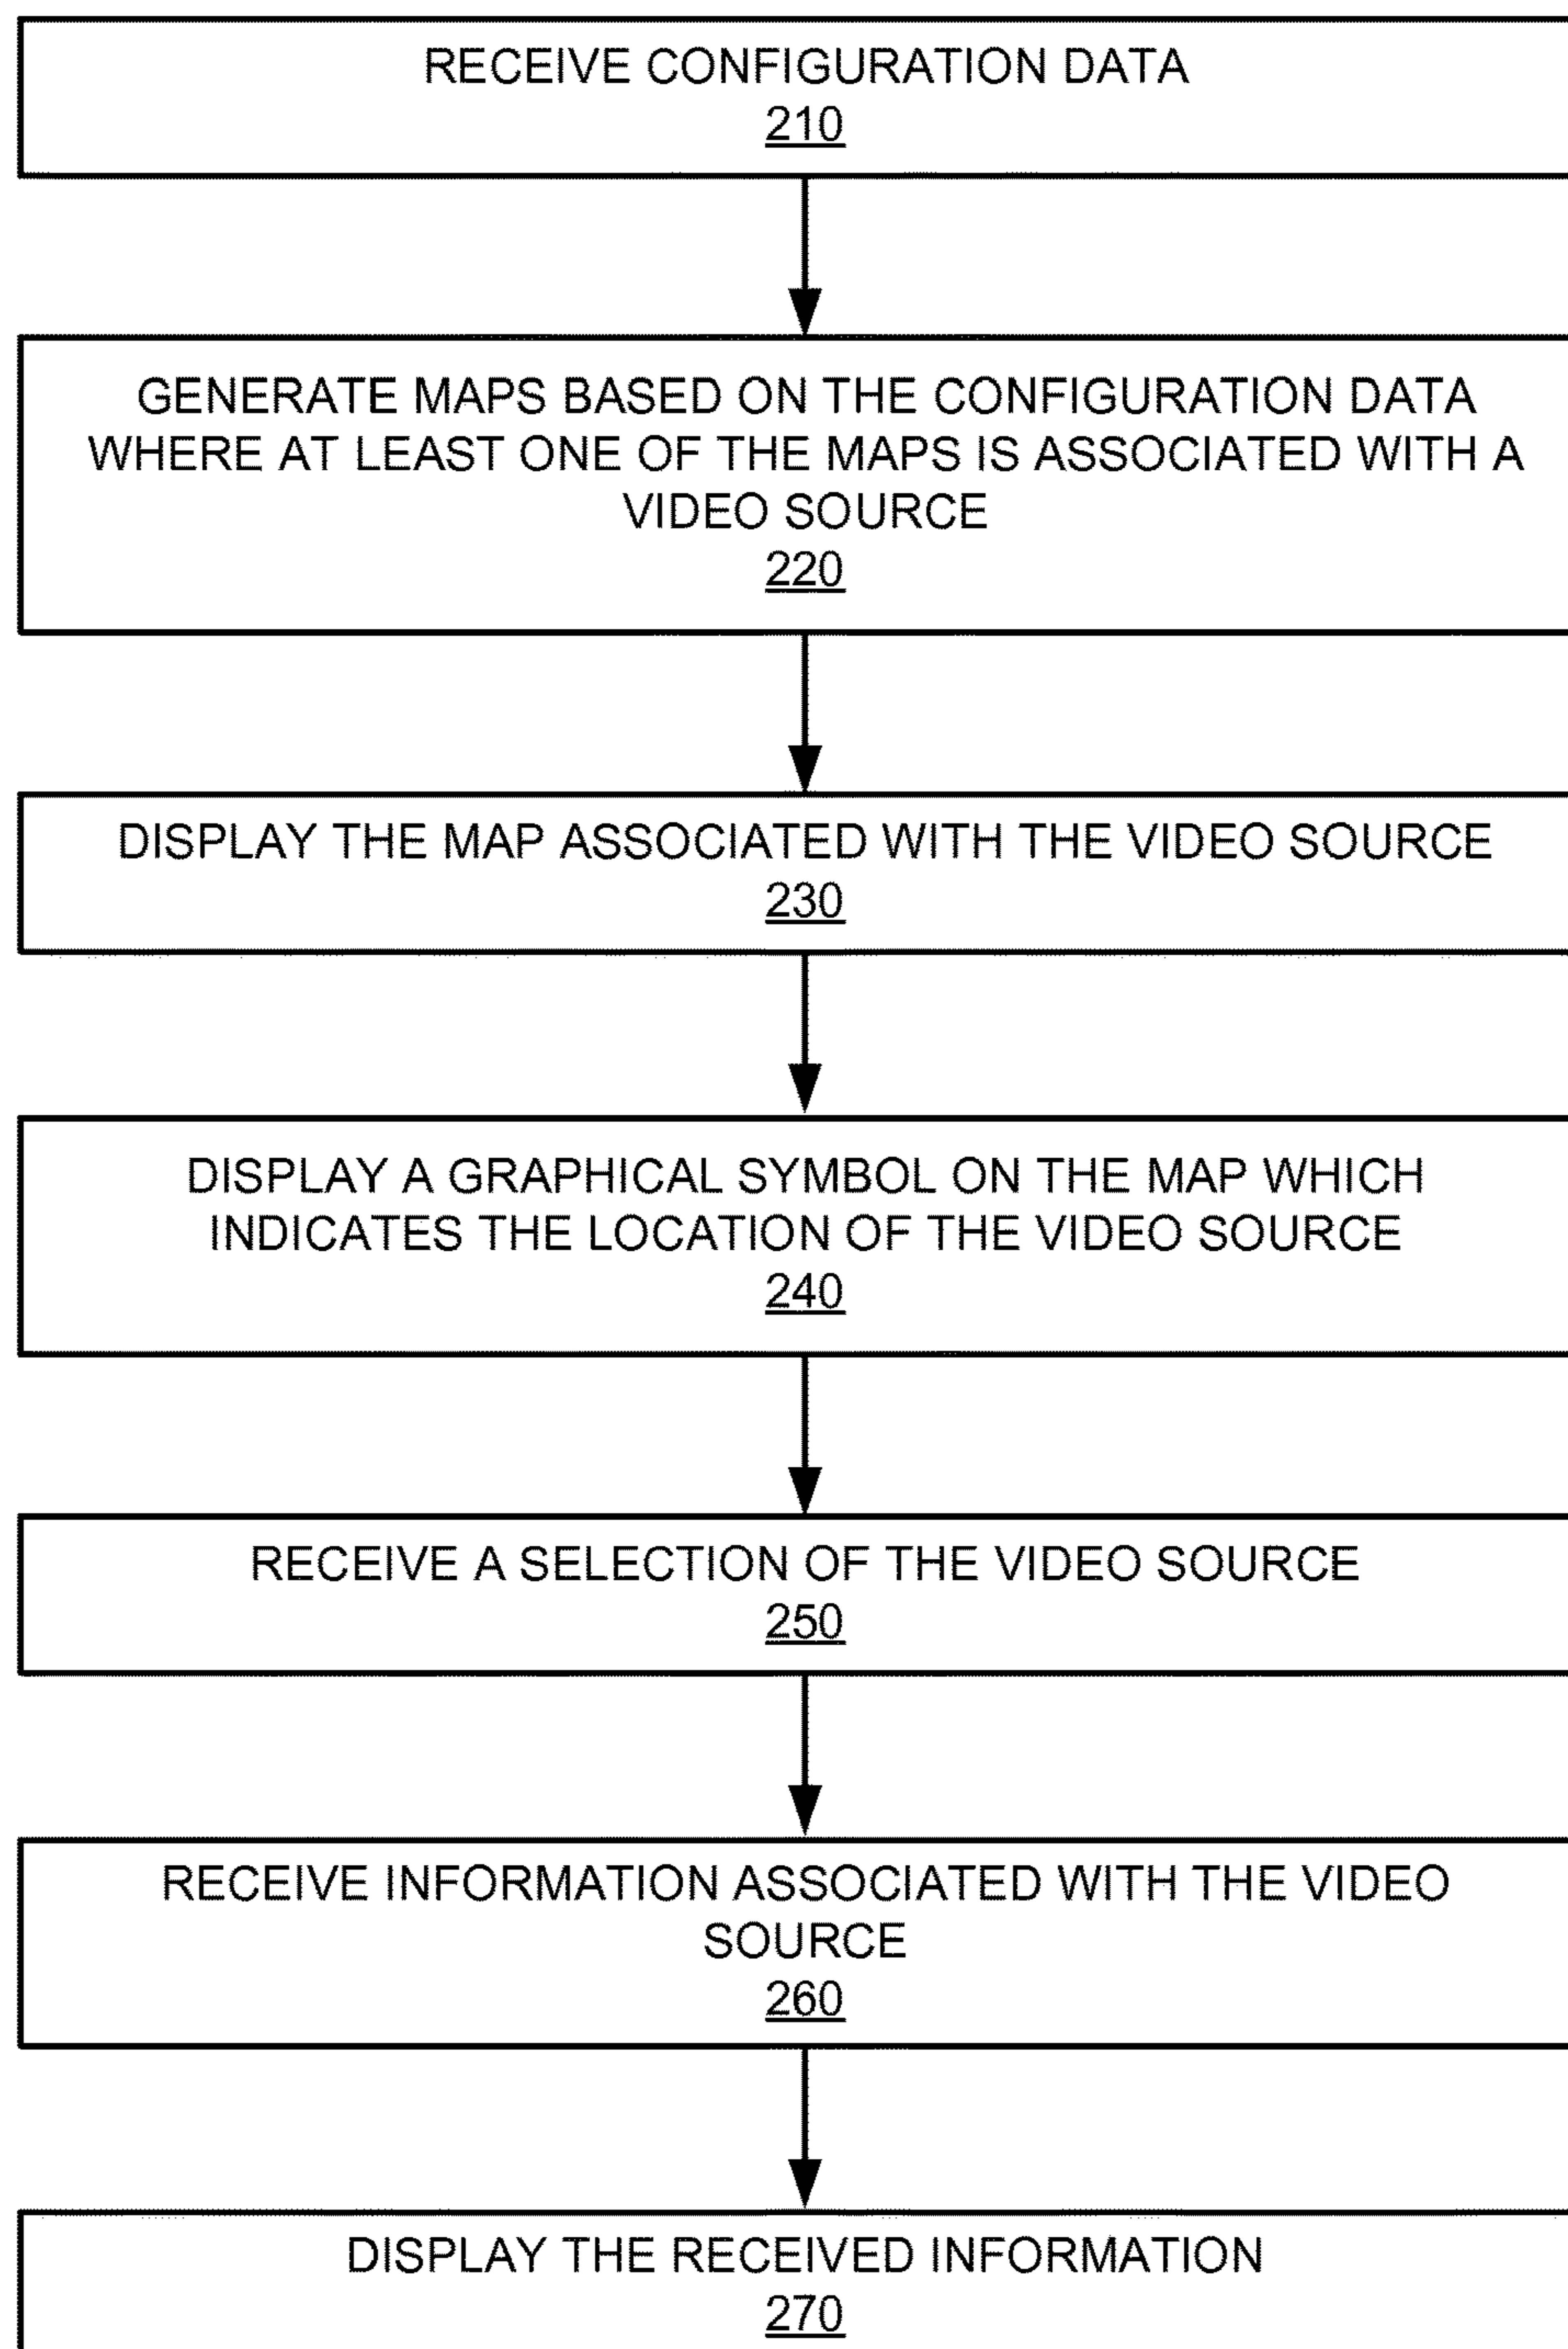 RECEIVE CONFIGURATION DATA
210
GENERATE MAPS BASED ON THE CONFIGURATION DATA
WHERE AT LEAST ONE OF THE MAPS IS ASSOCIATED WITH A
VIDEO SOURCE
220
DISPLAY THE MAP ASSOCIATED WITH THE VIDEO SOURCE
230
DISPLAY A GRAPHICAL SYMBOL ON THE MAP WHICH
INDICATES THE LOCATION OF THE VIDEO SOURCE
240
RECEIVE A SELECTION OF THE VIDEO SOURCE
250
RECEIVE INFORMATION ASSOCIATED WITH THE VIDEO
SOURCE
260
DISPLAY THE RECEIVED INFORMATION
270